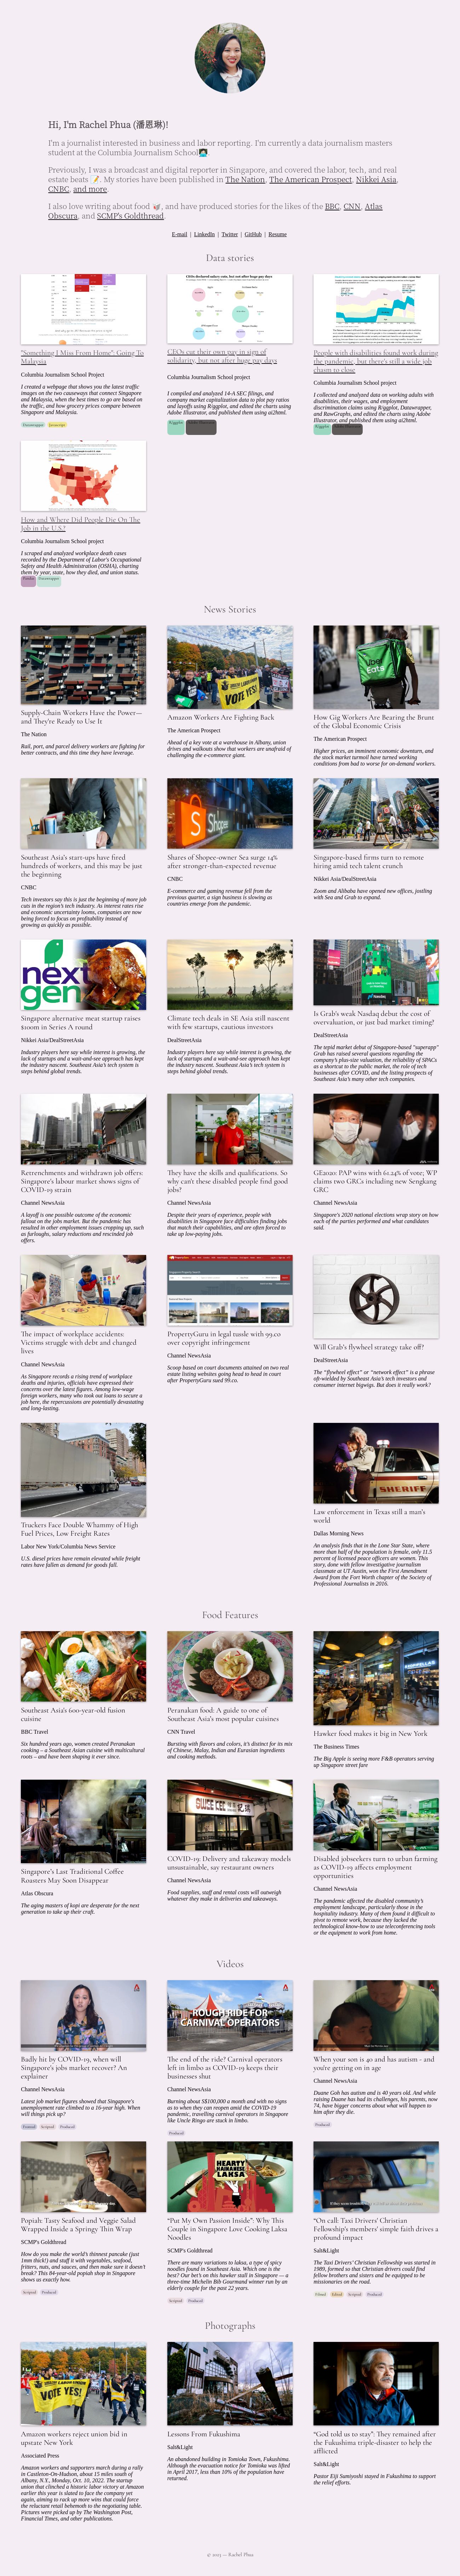 Hi, I'm Rachel Phua (潘恩琳)!
I'm a journalist interested in business and labor reporting. I'm currently a data journalism masters
student at the Columbia Journalism School
Previously, I was a broadcast and digital reporter in Singapore, and covered the labor, tech, and real
estate beats 📝. My stories have been published in The Nation, The American Prospect, Nikkei Asia,
CNBC, and more.
I also love writing about food 🥡, and have produced stories for the likes of the BBC, CNN, Atlas
Obscura, and SCMP's Goldthread.
E-mail | LinkedIn | Twitter | GitHub | Resume
Data stories
"Something I Miss From Home": Going To
Malaysia
Columbia Journalism School Project
I created a webpage that collects the latest traffic
images on the two causeways that connect Singapore
and Malaysia, when the best times to go are based on
the traffic, and how grocery prices compare between
Singapore and Malaysia.
Datawrapper Javascript
CEOs cut their own pay in sign of
solidarity, but not after huge pay days
Columbia Journalism School project
I compiled and analyzed 14-A SEC filings, and
company market capitalization data to plot pay ratios
and layoffs using R/ggplot, and edited the charts using
Adobe Illustrator, and published them using ai2html.
R/ggplot
People with disabilities found work during
the pandemic, but there's still a wide job
chasm to close
Columbia Journalism School project
I collected and analyzed data on working adults with
disabilities, their wages, and employment
discrimination claims using R/ggplot, Datawrapper,
and RawGraphs, and edited the charts using Adobe
Illustrator, and published them using ai2html.
R/ggplot
How and Where Did People Die On The
Job in the U.S.?
Columbia Journalism School project
I scraped and analyzed workplace death cases
recorded by the Department of Labor's Occupational
Safety and Health Administration (OSHA), charting
them by year, state, how they died, and union status.
Pandas Datawrapper
News Stories
Supply-Chain Workers Have the Power—
and They're Ready to Use It
The Nation
Rail, port, and parcel delivery workers are fighting for
better contracts, and this time they have leverage.
Amazon Workers Are Fighting Back
The American Prospect
Ahead of a key vote at a warehouse in Albany, union
drives and walkouts show that workers are unafraid of
challenging the e-commerce giant.
How Gig Workers Are Bearing the Brunt
of the Global Economic Crisis
The American Prospect
Higher prices, an imminent economic downturn, and
the stock market turmoil have turned working
conditions from bad to worse for on-demand workers.
Southeast Asia's start-ups have fired
hundreds of workers, and this may be just
the beginning
CNBC
Tech investors say this is just the beginning of more job
cuts in the region's tech industry. As interest rates rise
and economic uncertainty looms, companies are now
being forced to focus on profitability instead of
growing as quickly as possible.
Shares of Shopee-owner Sea surge 14%
after stronger-than-expected revenue
CNBC
E-commerce and gaming revenue fell from the
previous quarter, a sign business is slowing as
countries emerge from the pandemic.
Singapore-based firms turn to remote
hiring amid tech talent crunch
Nikkei Asia/DealStreetAsia
Zoom and Alibaba have opened new offices, jostling
with Sea and Grab to expand.
next
gen
Singapore alternative meat startup raises
$100m in Series A round
Nikkei Asia/DealStreetAsia
Industry players here say while interest is growing, the
lack of startups and a wait-and-see approach has kept
the industry nascent. Southeast Asia's tech system is
steps behind global trends.
Climate tech deals in SE Asia still nascent
with few startups, cautious investors
DealStreetAsia
Industry players here say while interest is growing, the
lack of startups and a wait-and-see approach has kept
the industry nascent. Southeast Asia's tech system is
steps behind global trends.
Is Grab's weak Nasdaq debut the cost of
overvaluation, or just bad market timing?
DealStreetAsia
The tepid market debut of Singapore-based "superapp"
Grab has raised several questions regarding the
company's plus-size valuation, the reliability of SPACs
as a shortcut to the public market, the role of tech
businesses after COVID, and the listing prospects of
Southeast Asia's many other tech companies.
Retrenchments and withdrawn job offers:
Singapore's labour market shows signs of
COVID-19 strain
Channel NewsAsia
A layoff is one possible outcome of the economic
fallout on the jobs market. But the pandemic has
resulted in other employment issues cropping up, such
as furloughs, salary reductions and rescinded job
offers.
They have the skills and qualifications. So
why can't these disabled people find good
jobs?
Channel NewsAsia
Despite their years of experience, people with
disabilities in Singapore face difficulties finding jobs
that match their capabilities, and are often forced to
take up low-paying jobs.
GE2020: PAP wins with 61.24% of vote; WP
claims two GRCs including new Sengkang
GRC
Channel NewsAsia
Singapore's 2020 national elections wrap story on how
each of the parties performed and what candidates
said.
The impact of workplace accidents:
Victims struggle with debt and changed
lives
Channel NewsAsia
As Singapore records a rising trend of workplace
deaths and injuries, officials have expressed their
concerns over the latest figures. Among low-wage
foreign workers, many who took out loans to secure a
job here, the repercussions are potentially devastating
and long-lasting.
PropertyGuru in legal tussle with 99.co
over copyright infringement
Channel NewsAsia
Scoop based on court documents attained on two real
estate listing websites going head to head in court
after PropertyGuru sued 99.co.
Will Grab's flywheel strategy take off?
DealStreetAsia
The "flywheel effect" or "network effect" is a phrase
oft-wielded by Southeast Asia's tech investors and
consumer internet bigwigs. But does it really work?
Truckers Face Double Whammy of High
Fuel Prices, Low Freight Rates
Labor New York/Columbia News Service
U.S. diesel prices have remain elevated while freight
rates have fallen as demand for goods fall.
SHERIFF
Law enforcement in Texas still a man's
world
Dallas Morning News
An analysis finds that in the Lone Star State, where
more than half of the population is female, only 11.5
percent of licensed peace officers are women. This
story, done with fellow investigative journalism
classmate at UT Austin, won the First Amendment
Award from the Fort Worth chapter of the Society of
Professional Journalists in 2016.
Food Features
Southeast Asia's 600-year-old fusion
cuisine
BBC Travel
Six hundred years ago, women created Peranakan
cooking – a Southeast Asian cuisine with multicultural
roots – and have been shaping it ever since.
Peranakan food: A guide to one of
Southeast Asia's most popular cuisines
CNN Travel
Bursting with flavors and colors, it's distinct for its mix
of Chinese, Malay, Indian and Eurasian ingredients
and cooking methods.
Hawker food makes it big in New York
The Business Times
The Big Apple is seeing more F&B operators serving
up Singapore street fare
Singapore's Last Traditional Coffee
Roasters May Soon Disappear
Atlas Obscura
The aging masters of kopi are desperate for the next
generation to take up their craft.
COVID-19: Delivery and takeaway models
unsustainable, say restaurant owners
Channel NewsAsia
Food supplies, staff and rental costs will outweigh
whatever they make in deliveries and takeaways.
Disabled jobseekers turn to urban farming
as COVID-19 affects employment
opportunities
Channel NewsAsia
The pandemic affected the disabled community's
employment landscape, particularly those in the
hospitality industry. Many of them found it difficult to
pivot to remote work, because they lacked the
technological know-how to use teleconferencing tools
or the equipment to work from home.
Videos
Badly hit by COVID-19, when will
Singapore's jobs market recover? An
explainer
Channel NewsAsia
Latest job market figures showed that Singapore's
unemployment rate climbed to a 16-year high. When
will things pick up?
Scripted Produced
ROUGH RIDE FOR
CARNIVAL OPERATORS
The end of the ride? Carnival operators
left in limbo as COVID-19 keeps their
businesses shut
Channel NewsAsia
Burning about S$100,000 a month and with no signs
as to when they can reopen amid the COVID-19
pandemic, travelling carnival operators in Singapore
like Uncle Ringo are stuck in limbo.
Produced
When your son is 40 and has autism - and
you're getting on in age
Channel NewsAsia
Duane Goh has autism and is 40 years old. And while
raising Duane has had its challenges, his parents, now
74, have bigger concerns about what will happen to
him after they die.
Produced
Popiah: Tasty Seafood and Veggie Salad
Wrapped Inside a Springy Thin Wrap
SCMP's Goldthread
How do you make the world's thinnest pancake (just
1mm thick!) and stuff it with vegetables, seafood,
fritters, nuts, and sauces, and then make sure it doesn't
break? This 84-year-old popiah shop in Singapore
shows us exactly how.
Scripted Produced
HEARTY
HAINANESE
LAKSA
"Put My Own Passion Inside": Why This
Couple in Singapore Love Cooking Laksa
Noodles
SCMP's Goldthread
There are many variations to laksa, a type of spicy
noodles found in Southeast Asia. Which one is the
best? Our bet's on this hawker stall in Singapore — a
three-time Michelin Bib Gourmand winner run by an
elderly couple for the past 22 years.
Scripted Produced
"On call: Taxi Drivers' Christian
Fellowship's members' simple faith drives a
profound impact
Salt&Light
The Taxi Drivers' Christian Fellowship was started in
1989, formed so that Christian drivers could be find
fellow brothers and sisters and be equipped to be
missionaries on the road.
Filmed Edited Scripted Produced
Photographs
VOTE YES!
Amazon workers reject union bid in
upstate New York
Associated Press
Amazon workers and supporters march during a rally
in Castleton-On-Hudson, about 15 miles south of
Albany, N.Y., Monday, Oct. 10, 2022. The startup
union that clinched a historic labor victory at Amazon
earlier this year is slated to face the company yet
again, aiming to rack up more wins that could force
the reluctant retail behemoth to the negotiating table.
Pictures were picked up by The Washington Post,
Financial Times, and other publications.
Lessons From Fukushima
Salt&Light
An abandoned building in Tomioka Town, Fukushima.
Although the evacuation notice for Tomioka was lifted
in April 2017, less than 10% of the population have
returned.
"God told us to stay": They remained after
the Fukushima triple-disaster to help the
afflicted
Salt&Light
Pastor Eiji Sumiyoshi stayed in Fukushima to support
the relief efforts.
© 2023 — Rachel Phua